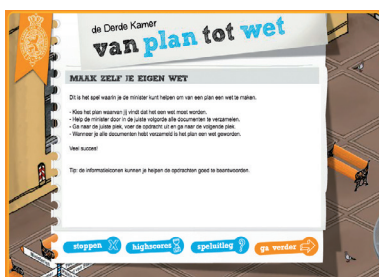 de Derde Kamer
van plan tot wet
MAAK ZELF JE EIGEN WET
Dit is het spel waarin je de minister kunt helpen om van een plan een wet te maken.
- Kies het plan waarven jij vindt dat het een wet moet worden.
- Help de minister door in de juiste volgorde alle documenten te verzamelen.
- Ga naar de juiste plek, voer de opdracht uit en ga naar de volgende plek.
- Wanneer je alle documenten hebt verzameld is het plan een wet geworden.
Veel succes!
Tip: de informatieiconen kunnen je helpen de opdrachten goed te beantwoorden.
stoppen
highscores
speluitleg
ga verder